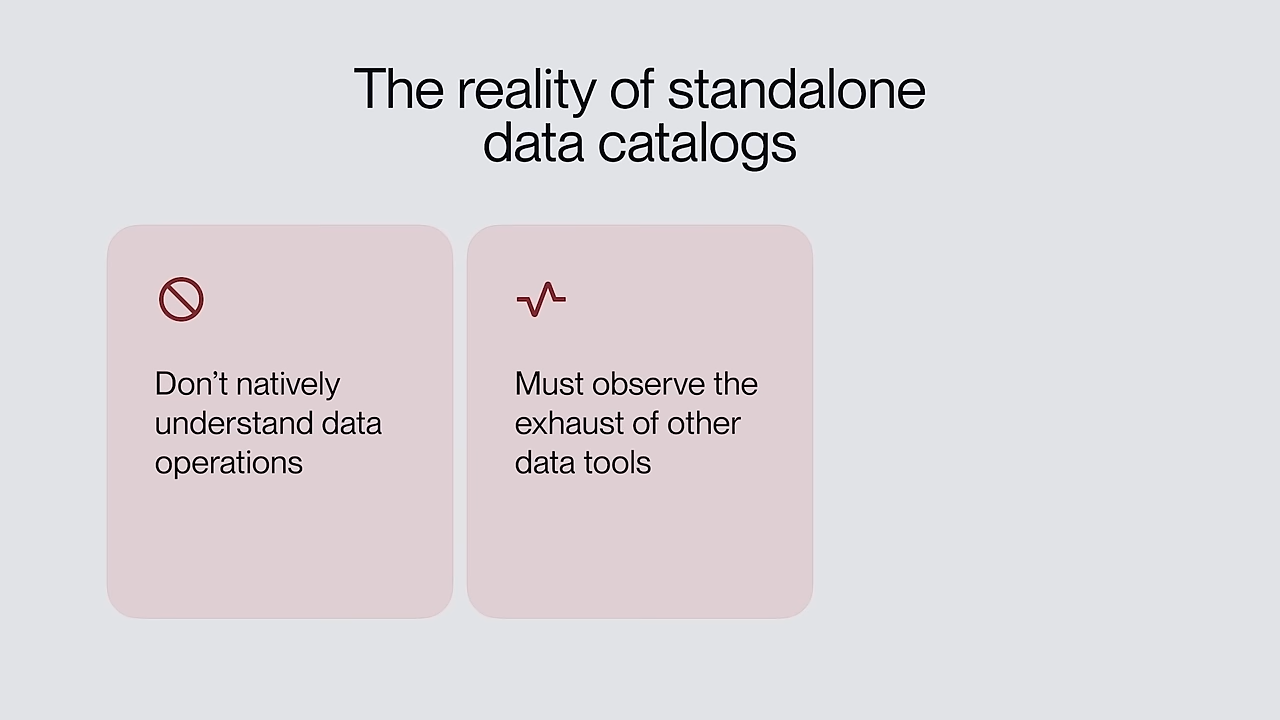 The reality of standalone
data catalogs
Don’t natively
understand data
operations
Must observe the
exhaust of other
data tools